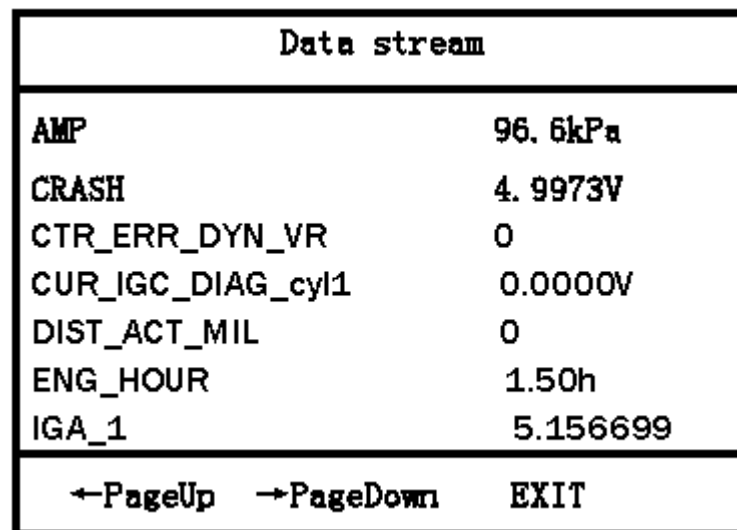 Data stream
AMP 96.6kPa
CRASH 4.9973V
CTR_ERR_DYN_VR 0
CUR_IGC_DIAG_cyl1 0.0000V
DIST_ACT_MIL 0
ENG_HOUR 1.50h
IGA_1 5.156699
←PageUp →PageDown EXIT